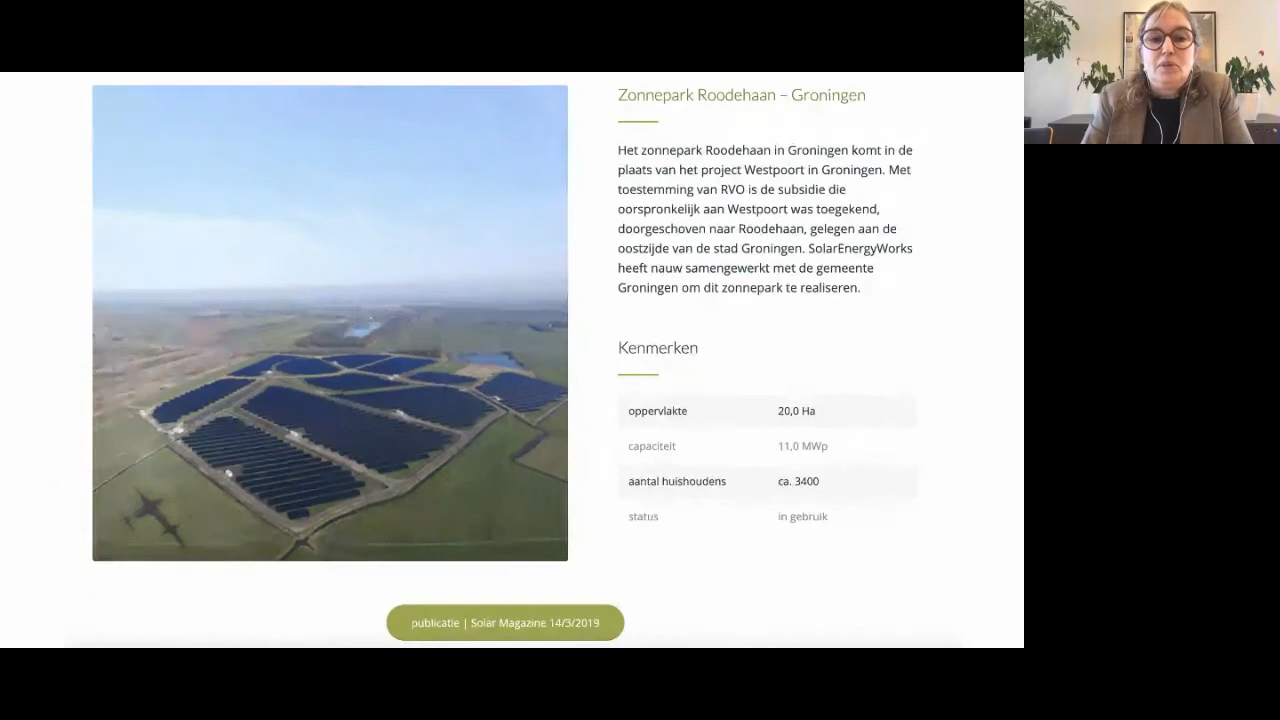 Zonnepark Roodehaan – Groningen
Het zonnepark Roodehaan in Groningen komt in de
plaats van het project Westpoort in Groningen. Met
toestemming van RVO is de subsidie die
oorspronkelijk aan Westpoort was toegekend,
doorgeschoven naar Roodehaan, gelegen aan de
oostzijde van de stad Groningen. SolarEnergyWorks
heeft nauw samengewerkt met de gemeente
Groningen om dit zonnepark te realiseren.
Kenmerken
oppervlakte 20,0 Ha
capaciteit 11,0 MWp
aantal huishoudens ca. 3400
status in gebruik
publicatie | Solar Magazine 14/3/2019